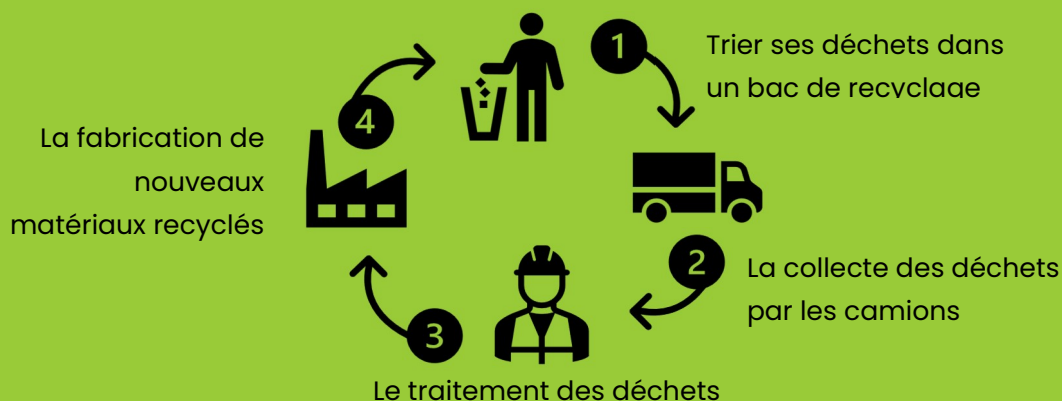 1
Trier ses déchets dans
un bac de recyclage
2
La collecte des déchets
par les camions
3
Le traitement des déchets
4
La fabrication de
nouveaux
matériaux recyclés